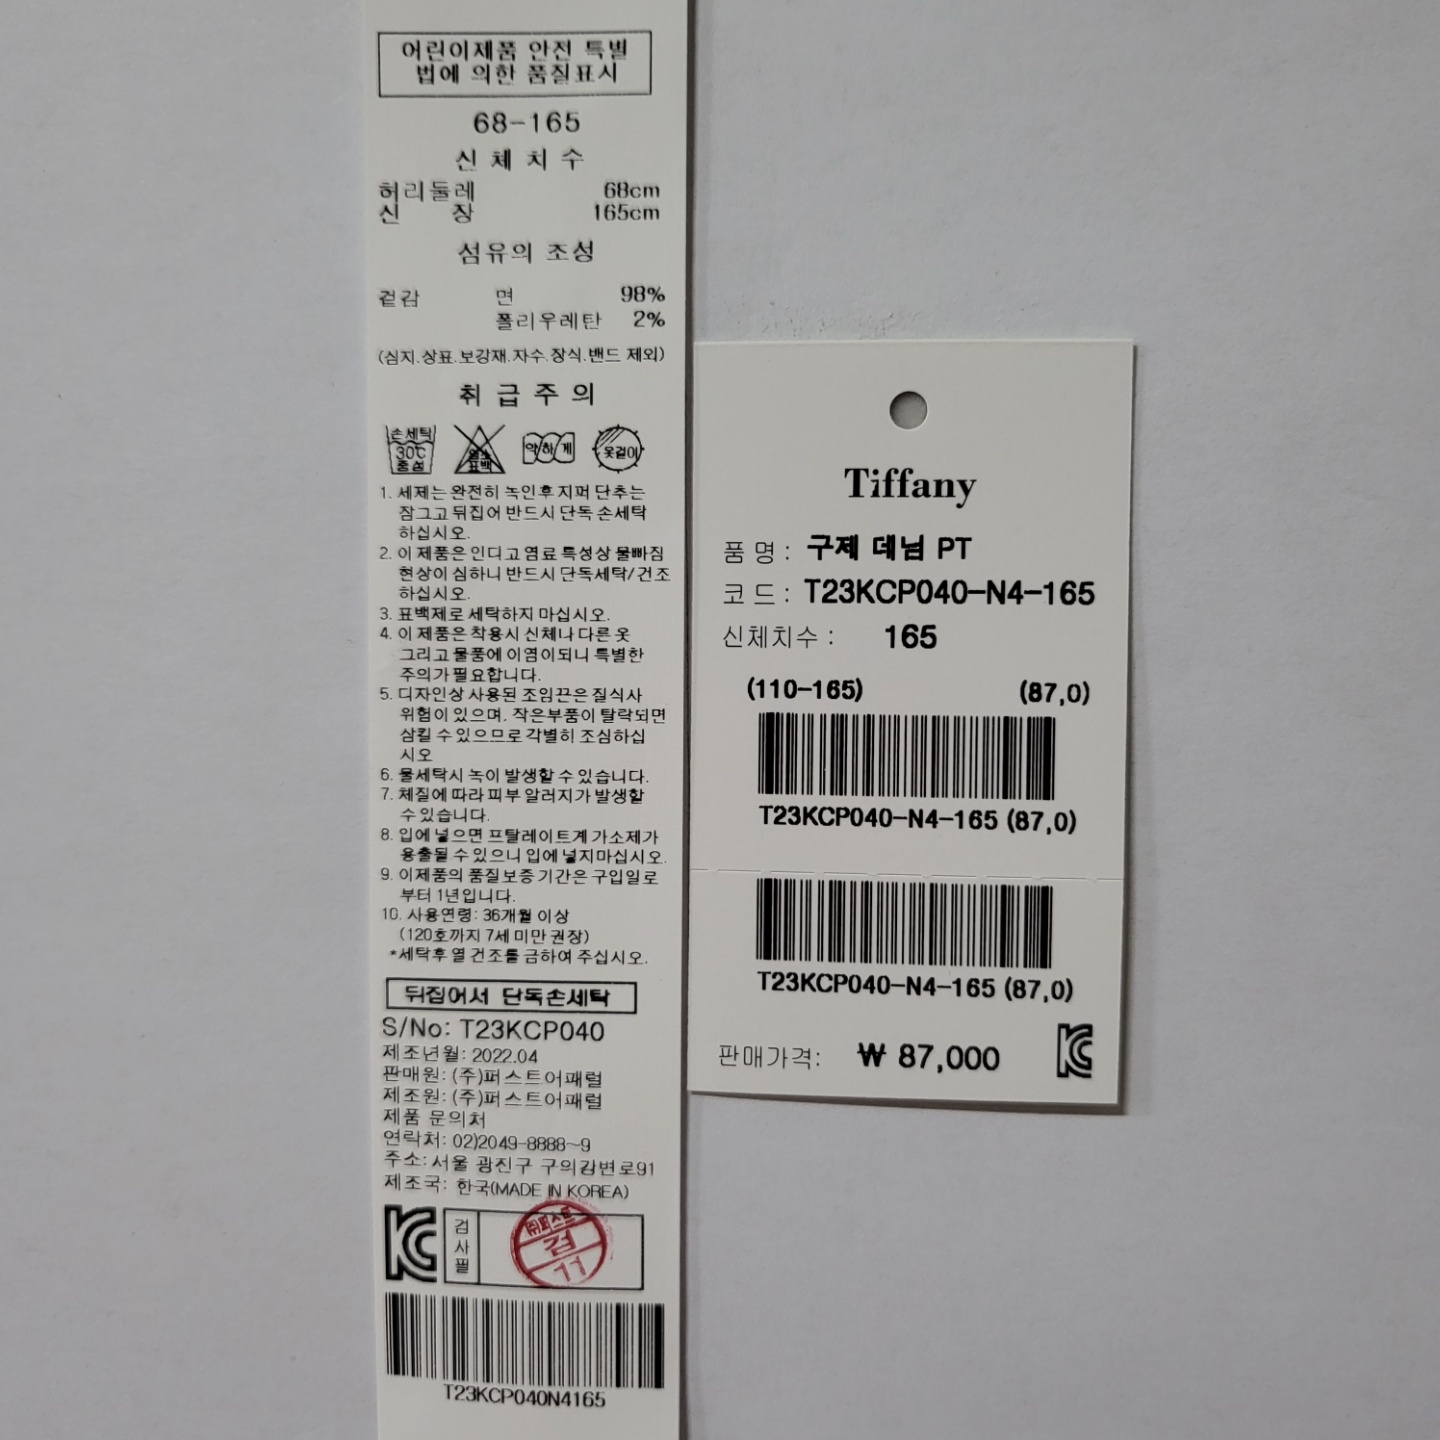 어린이제품 안전 특별
법에 의한 품질표시
68-165
신 체 치 수
허리둘레 68cm
신 장 165cm
섬유의 조성
겉감 면 98%
폴리우레탄 2%
(심지.상표.보강재.자수.장식.밴드 제외)
취 급 주 의
손세탁
30℃
중성
염소
표백
약하게
옷걸이
1. 세제는 완전히 녹인후 지퍼 단추는
잠그고 뒤집어 반드시 단독 손세탁
하십시오.
2. 이 제품은 인디고 염료 특성상 물빠짐
현상이 심하니 반드시 단독세탁/건조
하십시오.
3. 표백제로 세탁하지 마십시오.
4. 이 제품은 착용시 신체나 다른 옷
그리고 물품에 이염이되니 특별한
주의가 필요합니다.
5. 디자인상 사용된 조임끈은 질식사
위험이 있으며, 작은부품이 탈락되면
삼킬 수 있으므로 각별히 조심하십
시오
6. 물세탁시 녹이 발생할 수 있습니다.
7. 체질에 따라 피부 알러지가 발생할
수 있습니다.
8. 입에 넣으면 프탈레이트계 가소제가
용출될 수 있으니 입에 넣지마십시오.
9. 이제품의 품질 보증 기간은 구입일로
부터 1년입니다.
10. 사용연령: 36개월 이상
(120호까지 7세 미만 권장)
*세탁후 열 건조를 금하여 주십시오.
뒤집어서 단독손세탁
S/No: T23KCP040
제조년월: 2022.04
판매원: (주)퍼스트어패럴
제조원: (주)퍼스트어패럴
제품 문의처
연락처: 02)2049-8888~9
주소: 서울 광진구 구의강변로91
제조국: 한국(MADE IN KOREA)
KC
검사필
㈜퍼스트
검
11
T23KCP040N4165
Tiffany
품 명 : 구제 데님 PT
코 드 : T23KCP040-N4-165
신체치수 : 165
(110-165) (87,0)
T23KCP040-N4-165 (87,0)
T23KCP040-N4-165 (87,0)
판매가격: ₩ 87,000
KC